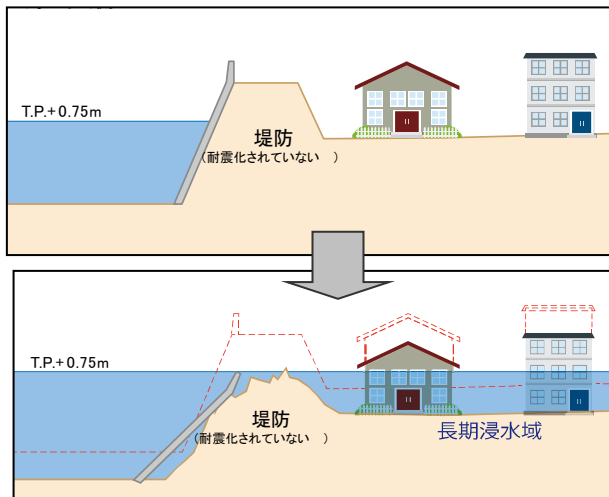 T.P.+0.75m
堤防
(耐震化されていない )
T.P.+0.75m
堤防
(耐震化されていない )
長期浸水域